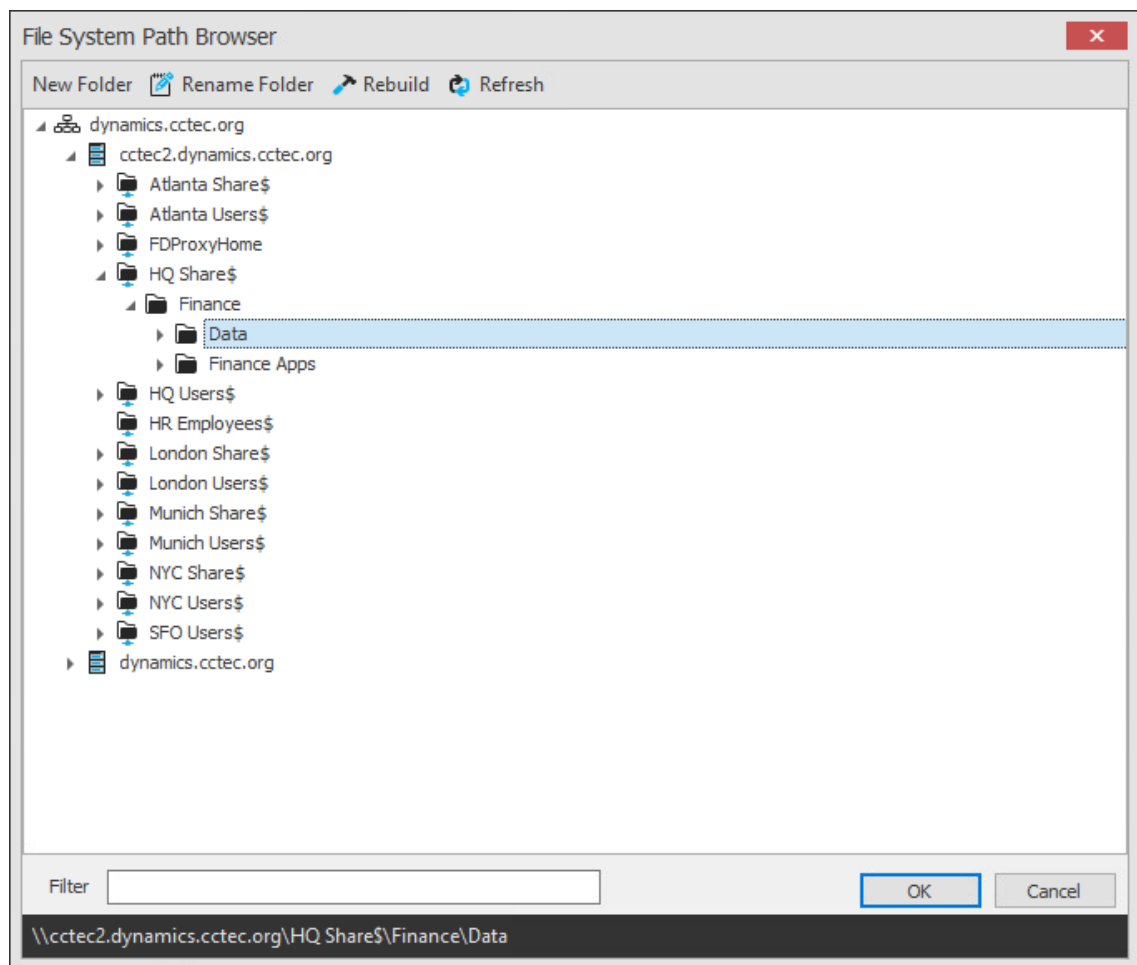 File System Path Browser
New Folder Rename Folder Rebuild Refresh
dynamics.cctec.org
cctec2.dynamics.cctec.org
Atlanta Share$
Atlanta Users$
FDProxyHome
HQ Share$
Finance
Data
Finance Apps
HQ Users$
HR Employees$
London Share$
London Users$
Munich Share$
Munich Users$
NYC Share$
NYC Users$
SFO Users$
dynamics.cctec.org
Filter OK Cancel
\\cctec2.dynamics.cctec.org\HQ Share$\Finance\Data